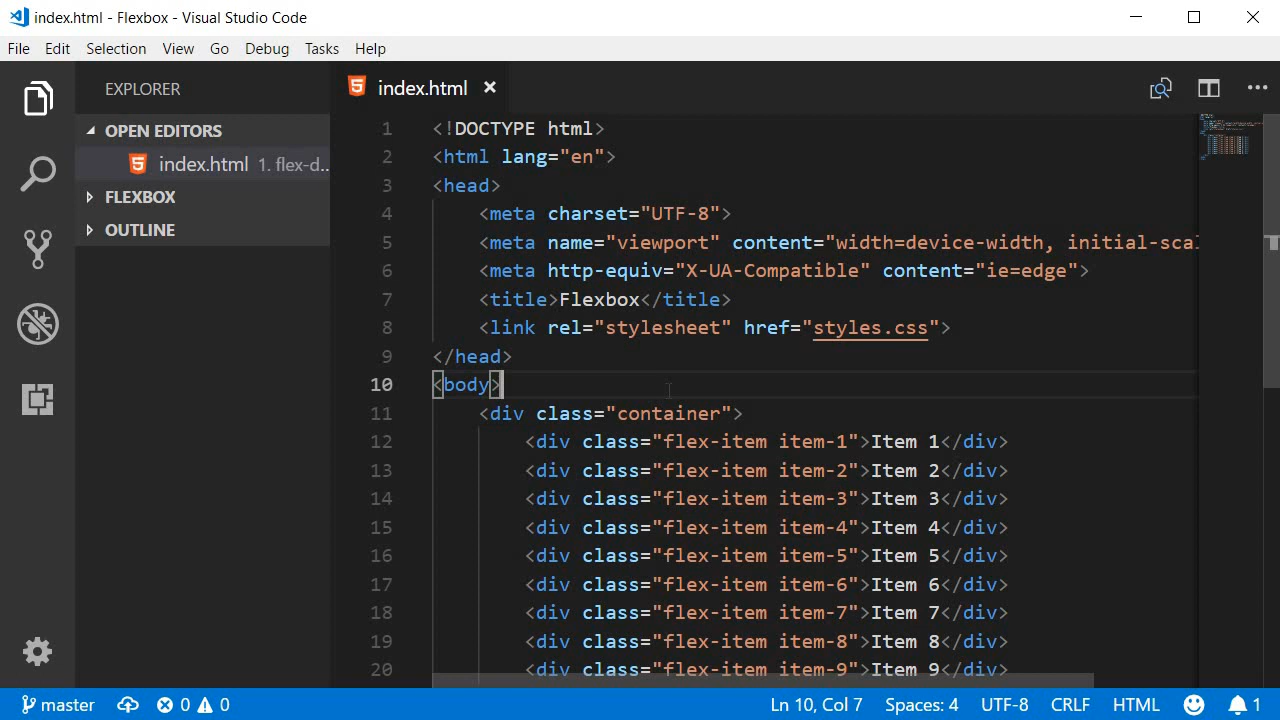 index.html - Flexbox - Visual Studio Code
File Edit Selection View Go Debug Tasks Help
EXPLORER
OPEN EDITORS
index.html 1. flex-d...
FLEXBOX
OUTLINE
index.html
1 <!DOCTYPE html>
2 <html lang="en">
3 <head>
4 <meta charset="UTF-8">
5 <meta name="viewport" content="width=device-width, initial-scal
6 <meta http-equiv="X-UA-Compatible" content="ie=edge">
7 <title>Flexbox</title>
8 <link rel="stylesheet" href="styles.css">
9 </head>
10 <body>
11 <div class="container">
12 <div class="flex-item item-1">Item 1</div>
13 <div class="flex-item item-2">Item 2</div>
14 <div class="flex-item item-3">Item 3</div>
15 <div class="flex-item item-4">Item 4</div>
16 <div class="flex-item item-5">Item 5</div>
17 <div class="flex-item item-6">Item 6</div>
18 <div class="flex-item item-7">Item 7</div>
19 <div class="flex-item item-8">Item 8</div>
20 <div class="flex-item item-9">Item 9</div>
master 0 0 Ln 10, Col 7 Spaces: 4 UTF-8 CRLF HTML 1